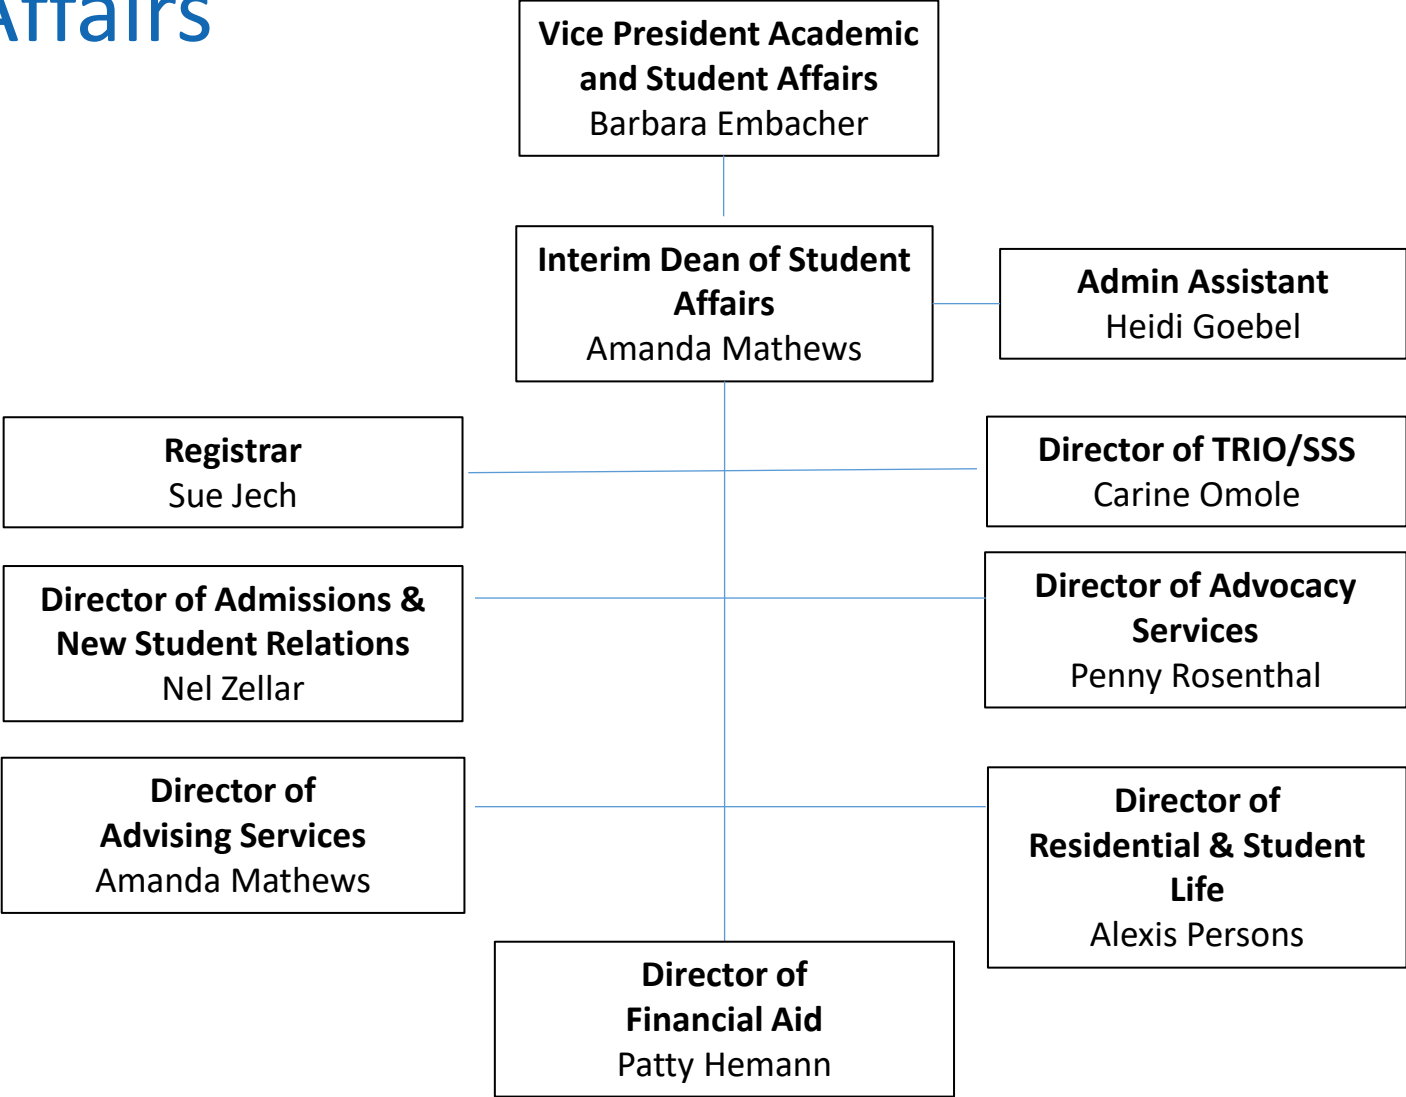 Affairs
Vice President Academic
and Student Affairs
Barbara Embacher
Interim Dean of Student
Affairs
Amanda Mathews
Admin Assistant
Heidi Goebel
Registrar
Sue Jech
Director of TRIO/SSS
Carine Omole
Director of Admissions &
New Student Relations
Nel Zellar
Director of Advocacy
Services
Penny Rosenthal
Director of
Advising Services
Amanda Mathews
Director of
Residential & Student
Life
Alexis Persons
Director of
Financial Aid
Patty Hemann